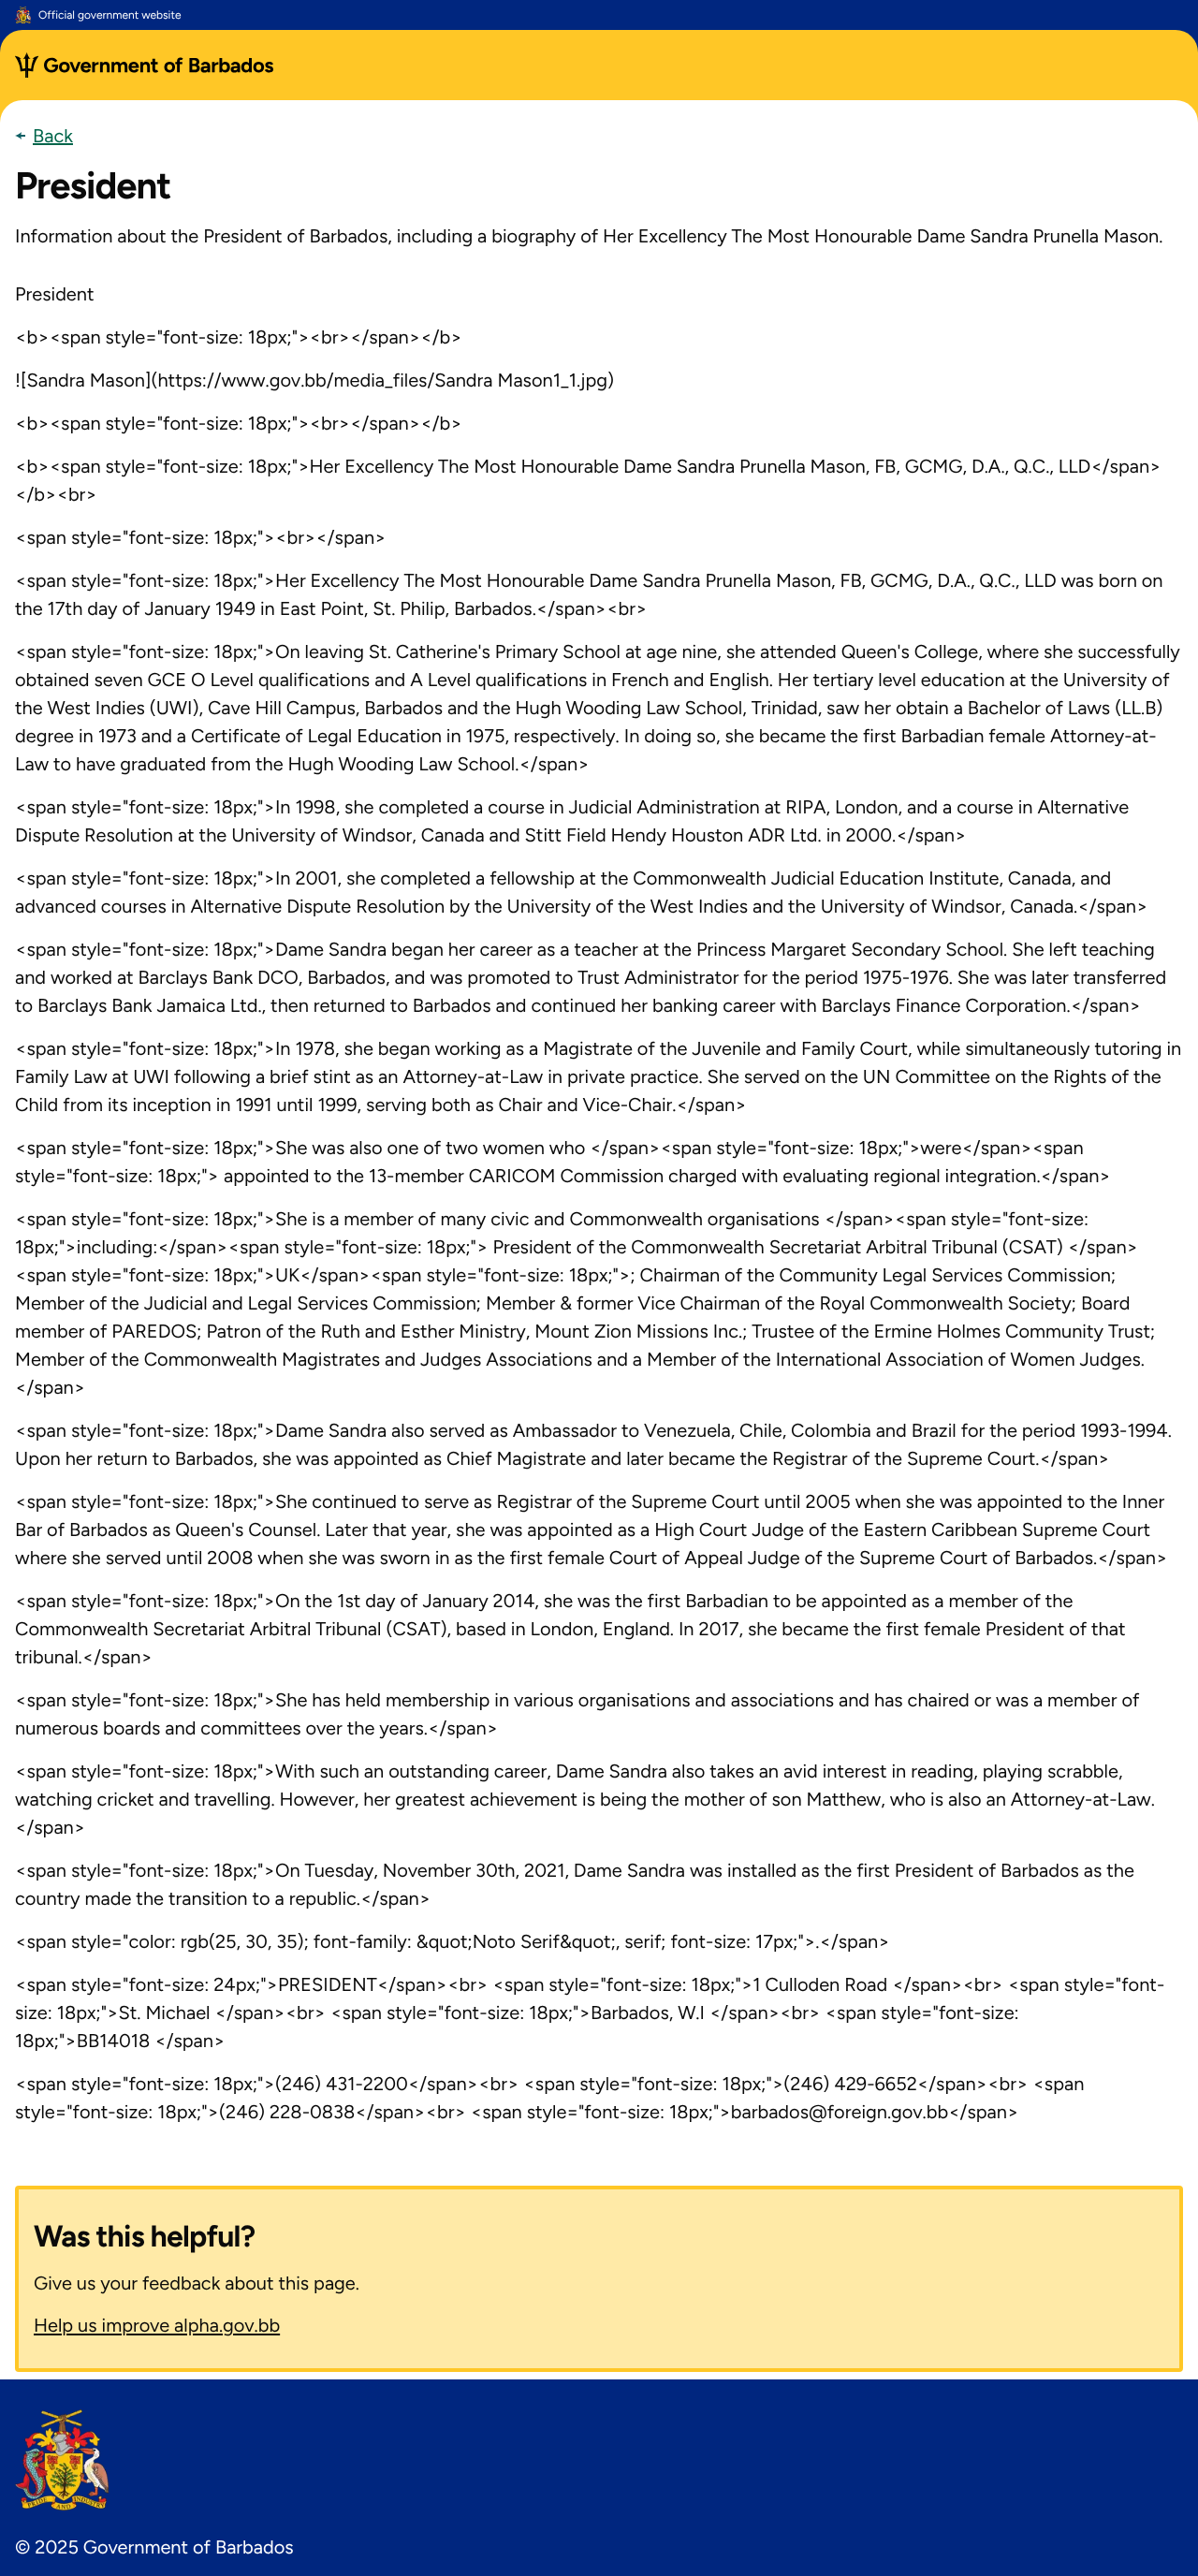 Official government website
Government of Barbados
Back
President
Information about the President of Barbados, including a biography of Her Excellency The Most Honourable Dame Sandra Prunella Mason.
President
<b><span style="font-size: 18px;"><br></span></b>
![Sandra Mason](https://www.gov.bb/media_files/Sandra Mason1_1.jpg)
<b><span style="font-size: 18px;"><br></span></b>
<b><span style="font-size: 18px;">Her Excellency The Most Honourable Dame Sandra Prunella Mason, FB, GCMG, D.A., Q.C., LLD</span>
</b><br>
<span style="font-size: 18px;"><br></span>
<span style="font-size: 18px;">Her Excellency The Most Honourable Dame Sandra Prunella Mason, FB, GCMG, D.A., Q.C., LLD was born on
the 17th day of January 1949 in East Point, St. Philip, Barbados.</span><br>
<span style="font-size: 18px;">On leaving St. Catherine's Primary School at age nine, she attended Queen's College, where she successfully
obtained seven GCE O Level qualifications and A Level qualifications in French and English. Her tertiary level education at the University of
the West Indies (UWI), Cave Hill Campus, Barbados and the Hugh Wooding Law School, Trinidad, saw her obtain a Bachelor of Laws (LL.B)
degree in 1973 and a Certificate of Legal Education in 1975, respectively. In doing so, she became the first Barbadian female Attorney-at-
Law to have graduated from the Hugh Wooding Law School.</span>
<span style="font-size: 18px;">In 1998, she completed a course in Judicial Administration at RIPA, London, and a course in Alternative
Dispute Resolution at the University of Windsor, Canada and Stitt Field Hendy Houston ADR Ltd. in 2000.</span>
<span style="font-size: 18px;">In 2001, she completed a fellowship at the Commonwealth Judicial Education Institute, Canada, and
advanced courses in Alternative Dispute Resolution by the University of the West Indies and the University of Windsor, Canada.</span>
<span style="font-size: 18px;">Dame Sandra began her career as a teacher at the Princess Margaret Secondary School. She left teaching
and worked at Barclays Bank DCO, Barbados, and was promoted to Trust Administrator for the period 1975-1976. She was later transferred
to Barclays Bank Jamaica Ltd., then returned to Barbados and continued her banking career with Barclays Finance Corporation.</span>
<span style="font-size: 18px;">In 1978, she began working as a Magistrate of the Juvenile and Family Court, while simultaneously tutoring in
Family Law at UWI following a brief stint as an Attorney-at-Law in private practice. She served on the UN Committee on the Rights of the
Child from its inception in 1991 until 1999, serving both as Chair and Vice-Chair.</span>
<span style="font-size: 18px;">She was also one of two women who </span><span style="font-size: 18px;">were</span><span
style="font-size: 18px;"> appointed to the 13-member CARICOM Commission charged with evaluating regional integration.</span>
<span style="font-size: 18px;">She is a member of many civic and Commonwealth organisations </span><span style="font-size:
18px;">including:</span><span style="font-size: 18px;"> President of the Commonwealth Secretariat Arbitral Tribunal (CSAT) </span>
<span style="font-size: 18px;">UK</span><span style="font-size: 18px;">; Chairman of the Community Legal Services Commission;
Member of the Judicial and Legal Services Commission; Member & former Vice Chairman of the Royal Commonwealth Society; Board
member of PAREDOS; Patron of the Ruth and Esther Ministry, Mount Zion Missions Inc.; Trustee of the Ermine Holmes Community Trust;
Member of the Commonwealth Magistrates and Judges Associations and a Member of the International Association of Women Judges.
</span>
<span style="font-size: 18px;">Dame Sandra also served as Ambassador to Venezuela, Chile, Colombia and Brazil for the period 1993-1994.
Upon her return to Barbados, she was appointed as Chief Magistrate and later became the Registrar of the Supreme Court.</span>
<span style="font-size: 18px;">She continued to serve as Registrar of the Supreme Court until 2005 when she was appointed to the Inner
Bar of Barbados as Queen's Counsel. Later that year, she was appointed as a High Court Judge of the Eastern Caribbean Supreme Court
where she served until 2008 when she was sworn in as the first female Court of Appeal Judge of the Supreme Court of Barbados.</span>
<span style="font-size: 18px;">On the 1st day of January 2014, she was the first Barbadian to be appointed as a member of the
Commonwealth Secretariat Arbitral Tribunal (CSAT), based in London, England. In 2017, she became the first female President of that
tribunal.</span>
<span style="font-size: 18px;">She has held membership in various organisations and associations and has chaired or was a member of
numerous boards and committees over the years.</span>
<span style="font-size: 18px;">With such an outstanding career, Dame Sandra also takes an avid interest in reading, playing scrabble,
watching cricket and travelling. However, her greatest achievement is being the mother of son Matthew, who is also an Attorney-at-Law.
</span>
<span style="font-size: 18px;">On Tuesday, November 30th, 2021, Dame Sandra was installed as the first President of Barbados as the
country made the transition to a republic.</span>
<span style="color: rgb(25, 30, 35); font-family: &quot;Noto Serif&quot;, serif; font-size: 17px;">.</span>
<span style="font-size: 24px;">PRESIDENT</span><br> <span style="font-size: 18px;">1 Culloden Road </span><br> <span style="font-
size: 18px;">St. Michael </span><br> <span style="font-size: 18px;">Barbados, W.I </span><br> <span style="font-size:
18px;">BB14018 </span>
<span style="font-size: 18px;">(246) 431-2200</span><br> <span style="font-size: 18px;">(246) 429-6652</span><br> <span
style="font-size: 18px;">(246) 228-0838</span><br> <span style="font-size: 18px;">barbados@foreign.gov.bb</span>
Was this helpful?
Give us your feedback about this page.
Help us improve alpha.gov.bb
PRIDE AND INDUSTRY
© 2025 Government of Barbados